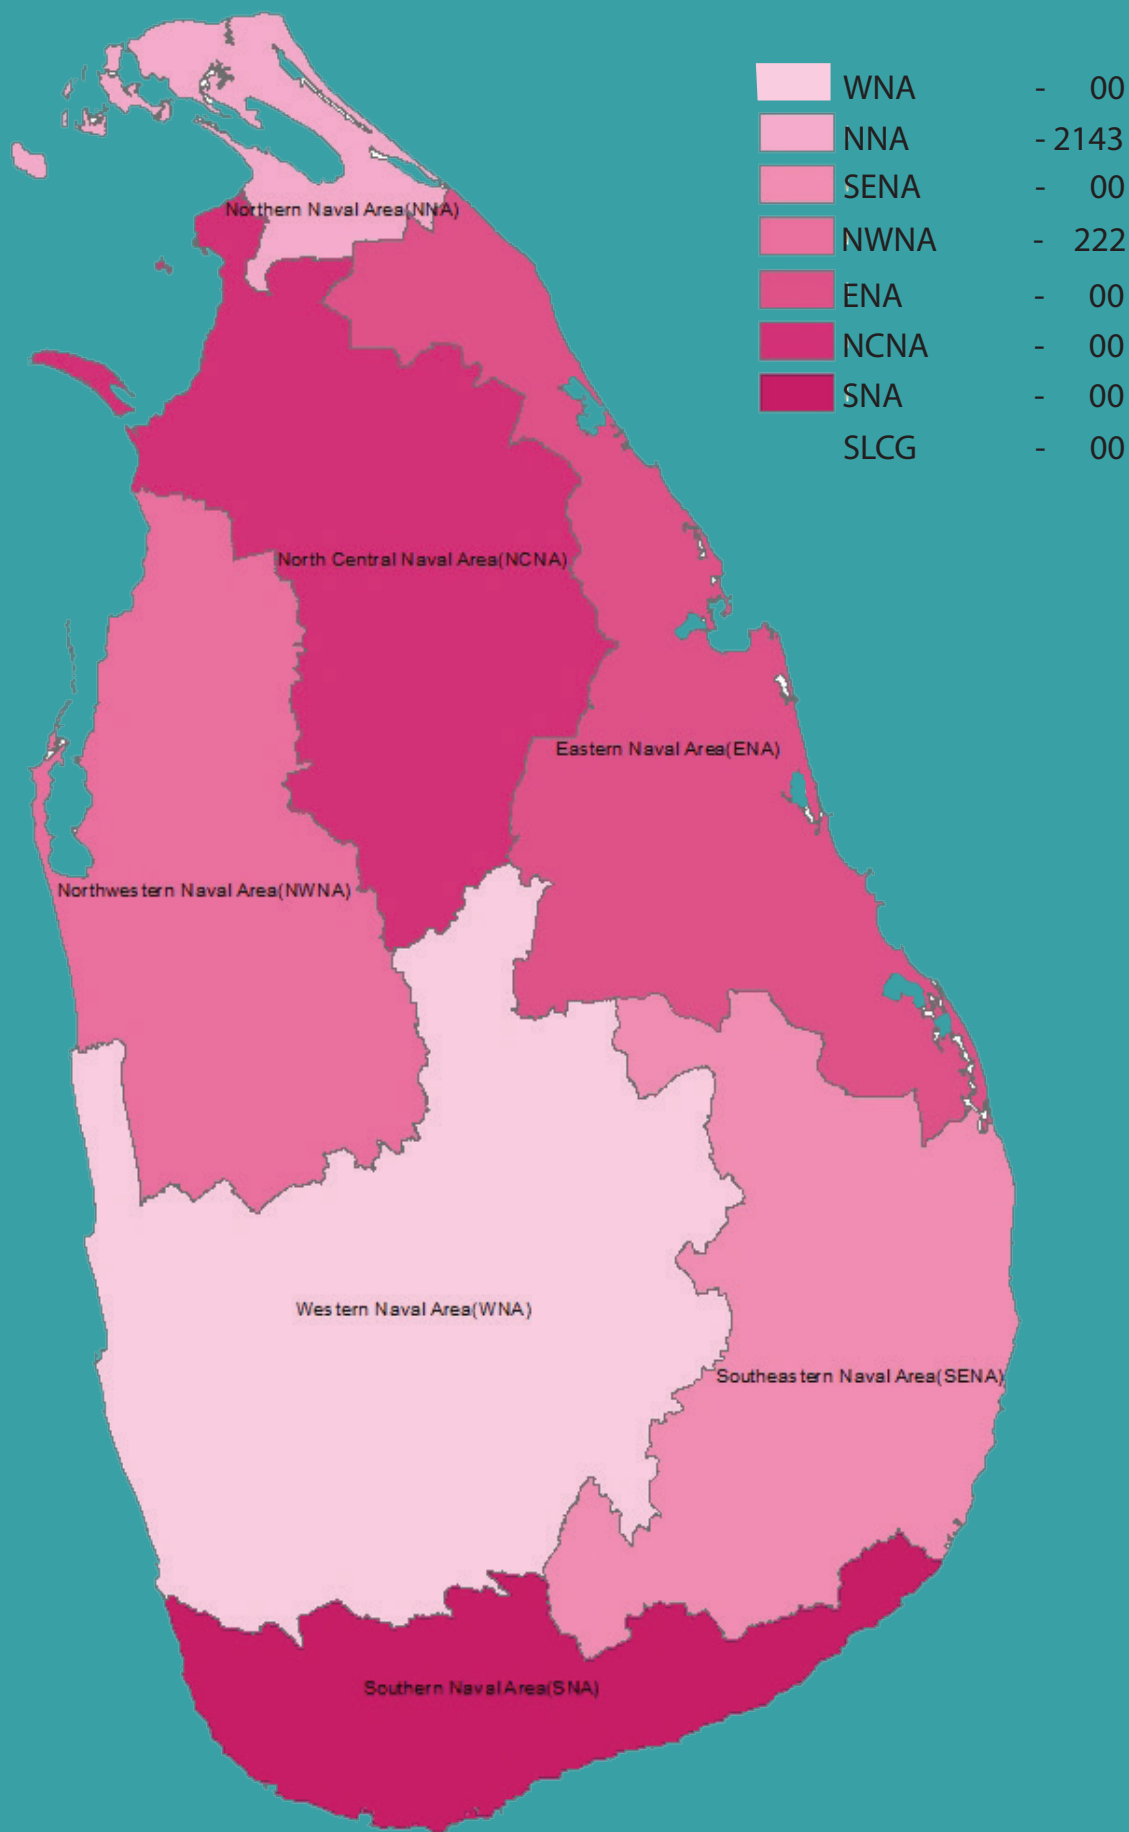 WNA - 00
NNA - 2143
SENA - 00
NWNA - 222
ENA - 00
NCNA - 00
SNA - 00
SLCG - 00
Northern Naval Area(NNA)
North Central Naval Area(NCNA)
Eastern Naval Area(ENA)
Northwestern Naval Area(NWNA)
Western Naval Area(WNA)
Southeastern Naval Area(SENA)
Southern Naval Area(SNA)